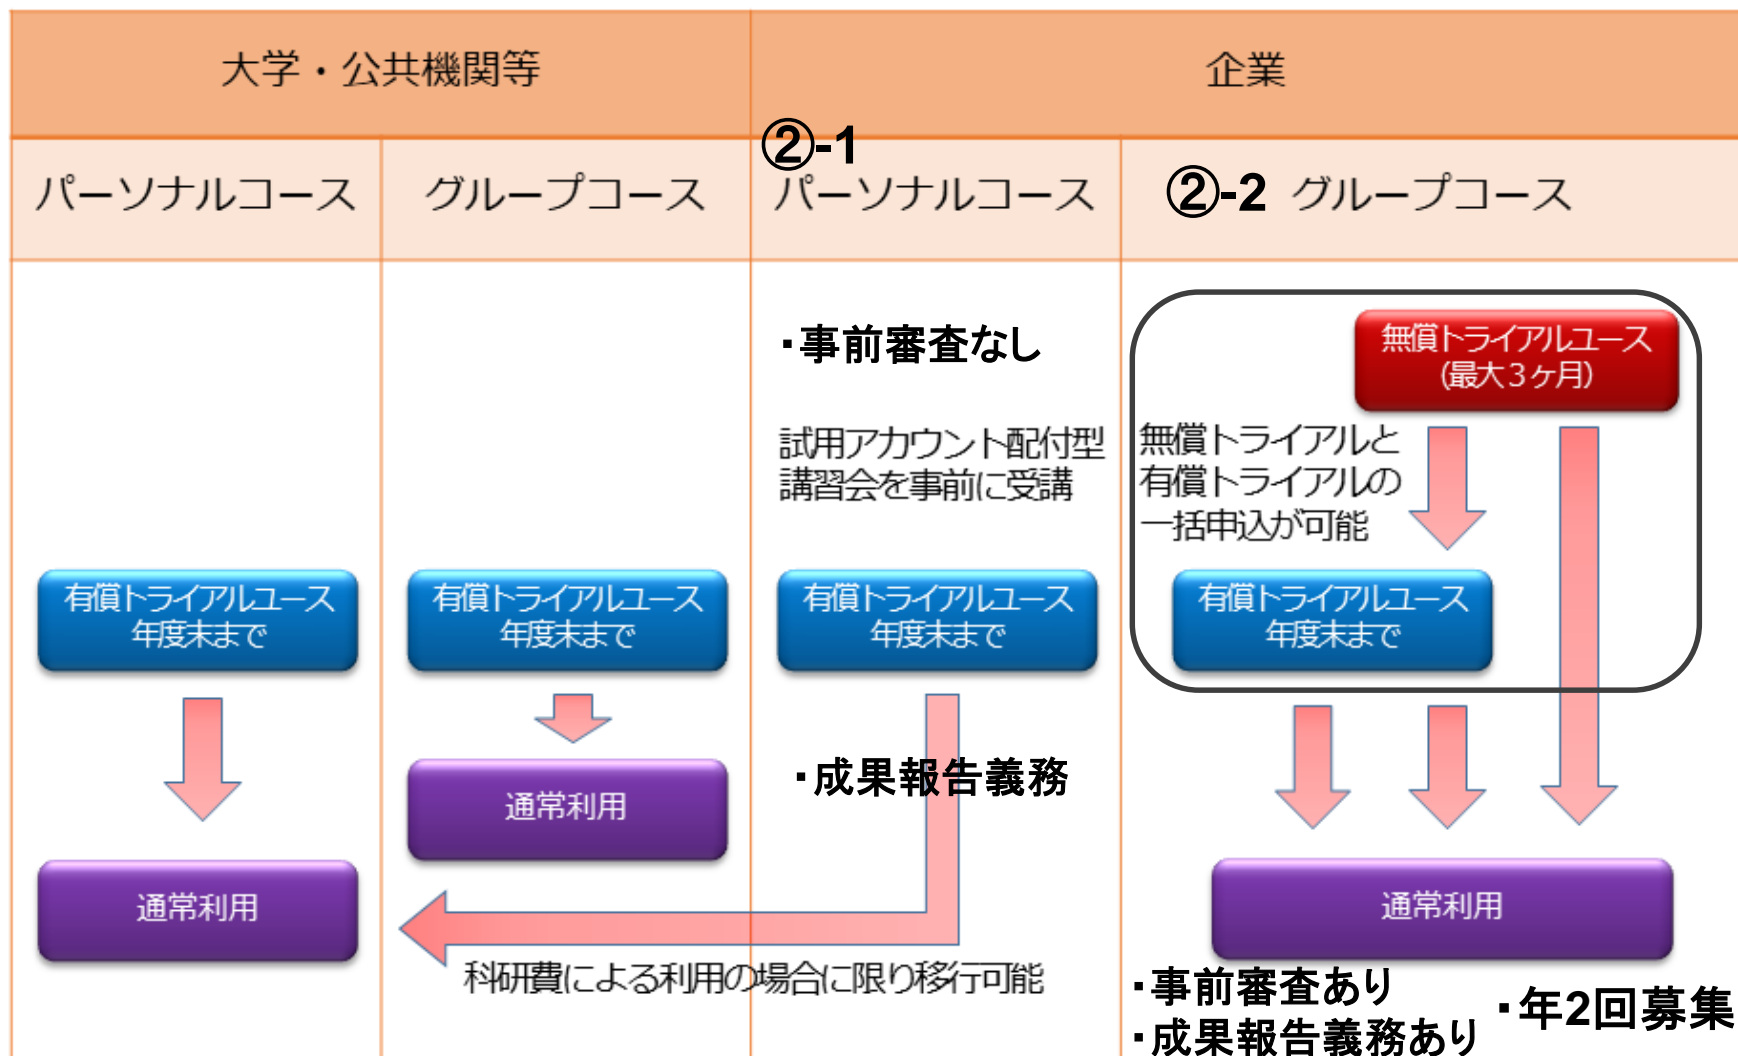 大学・公共機関等
企業
パーソナルコース
グループコース
②-1
パーソナルコース
②-2 グループコース
・事前審査なし
試用アカウント配付型
講習会を事前に受講
無償トライアルユース
(最大３ヶ月)
無償トライアルと
有償トライアルの
一括申込が可能
有償トライアルユース
年度末まで
有償トライアルユース
年度末まで
有償トライアルユース
年度末まで
有償トライアルユース
年度末まで
・成果報告義務
通常利用
通常利用
通常利用
科研費による利用の場合に限り移行可能
・事前審査あり
・成果報告義務あり
・年2回募集